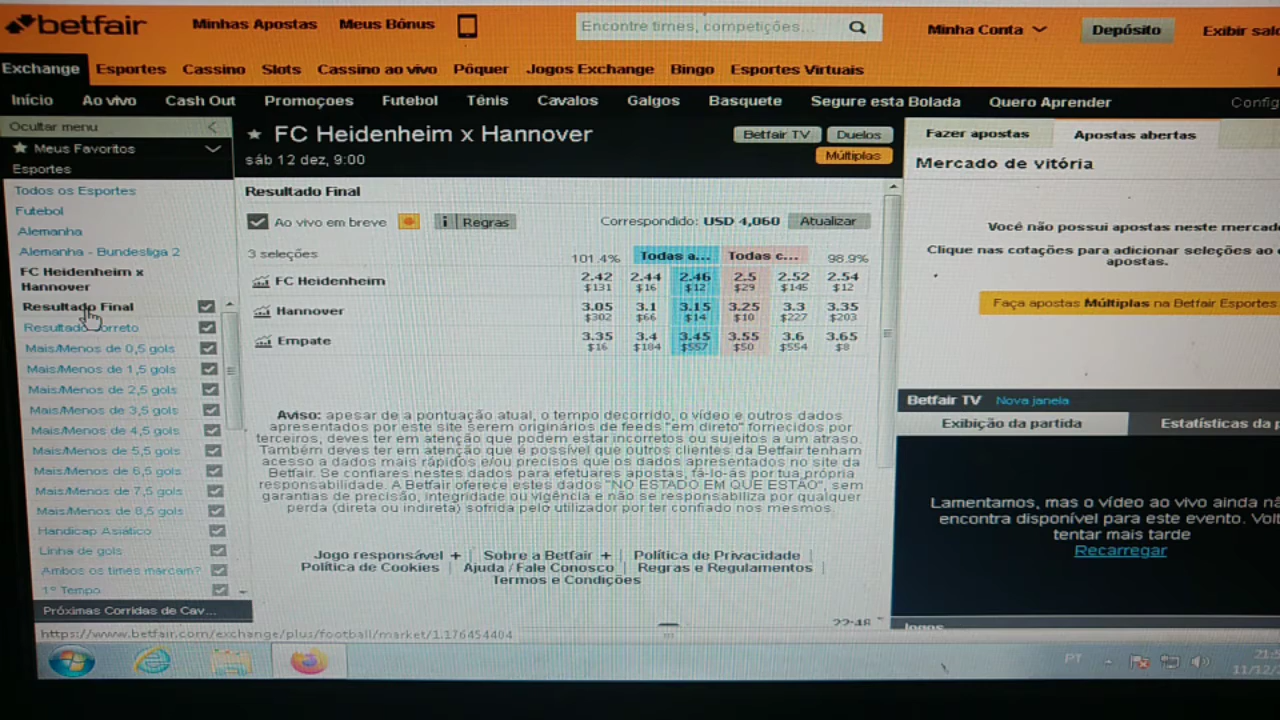 betfair
Minhas Apostas
Meus Bônus
Encontre times, competições...
Minha Conta
Depósito
Exibir sal
Exchange
Esportes
Cassino
Slots
Cassino ao vivo
Pôquer
Jogos Exchange
Bingo
Esportes Virtuais
Início
Ao vivo
Cash Out
Promoçoes
Futebol
Tênis
Cavalos
Galgos
Basquete
Segure esta Bolada
Quero Aprender
Config
Ocultar menu
Meus Favoritos
Esportes
Todos os Esportes
Futebol
Alemanha
Alemanha - Bundesliga 2
FC Heidenheim x
Hannover
Resultado Final
Resultado Correto
Mais/Menos de 0,5 gols
Mais/Menos de 1,5 gols
Mais/Menos de 2,5 gols
Mais/Menos de 3,5 gols
Mais/Menos de 4,5 gols
Mais/Menos de 5,5 gols
Mais/Menos de 6,5 gols
Mais/Menos de 7,5 gols
Mais/Menos de 8,5 gols
Handicap Asiático
Linha de gols
Ambos os times marcam?
1º Tempo
Próximas Corridas de Cav...
FC Heidenheim x Hannover
sáb 12 dez, 9:00
Betfair TV
Duelos
Múltiplas
Resultado Final
Ao vivo em breve
i Regras
Correspondido: USD 4,060
Atualizar
3 seleções
101.4%
Todas a...
Todas c...
98.9%
FC Heidenheim
2.42 2.44 2.46 2.5 2.52 2.54
$131 $16 $12 $29 $145 $12
Hannover
3.05 3.1 3.15 3.25 3.3 3.35
$302 $66 $14 $10 $227 $203
Empate
3.35 3.4 3.45 3.55 3.6 3.65
$16 $184 $557 $50 $554 $8
Aviso: apesar de a pontuação atual, o tempo decorrido, o vídeo e outros dados
apresentados por este site serem originários de feeds "em direto" fornecidos por
terceiros, deves ter em atenção que podem estar incorretos ou sujeitos a um atraso.
Também deves ter em atenção que é possível que outros clientes da Betfair tenham
acesso a dados mais rápidos e/ou precisos que os dados apresentados no site da
Betfair. Se confiares nestes dados para efetuares apostas, fá-lo-ás por tua própria
responsabilidade. A Betfair oferece estes dados "NO ESTADO EM QUE ESTÃO", sem
garantias de precisão, integridade ou vigência e não se responsabiliza por qualquer
perda (direta ou indireta) sofrida pelo utilizador por ter confiado nos mesmos.
Jogo responsável + | Sobre a Betfair + | Política de Privacidade |
Política de Cookies | Ajuda / Fale Conosco | Regras e Regulamentos |
Termos e Condições
Fazer apostas
Apostas abertas
Mercado de vitória
Você não possui apostas neste mercad
Clique nas cotações para adicionar seleções ao
apostas.
Faça apostas Múltiplas na Betfair Esportes
Betfair TV
Nova janela
Exibição da partida
Estatísticas da p
Lamentamos, mas o vídeo ao vivo ainda nã
encontra disponível para este evento. Volt
tentar mais tarde
Recarregar
Jogos
https://www.betfair.com/exchange/plus/football/market/1.176454404
PT
21:5
11/12/